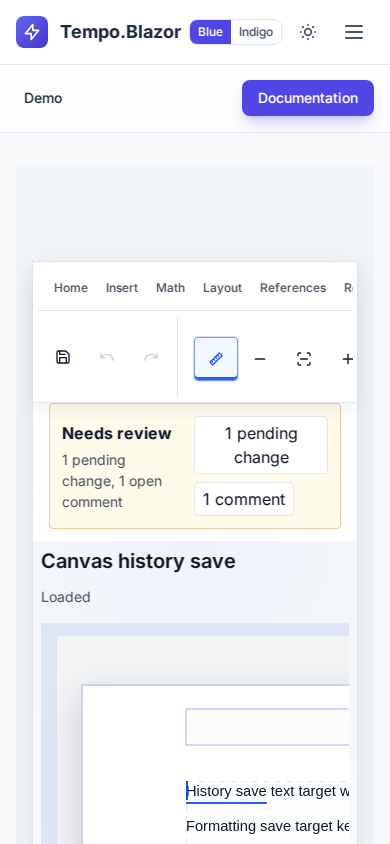 Tempo.Blazor Blue Indigo
Demo Documentation
Home Insert Math Layout References
Needs review
1 pending change, 1 open comment
1 pending change
1 comment
Canvas history save
Loaded
History save text target
Formatting save target